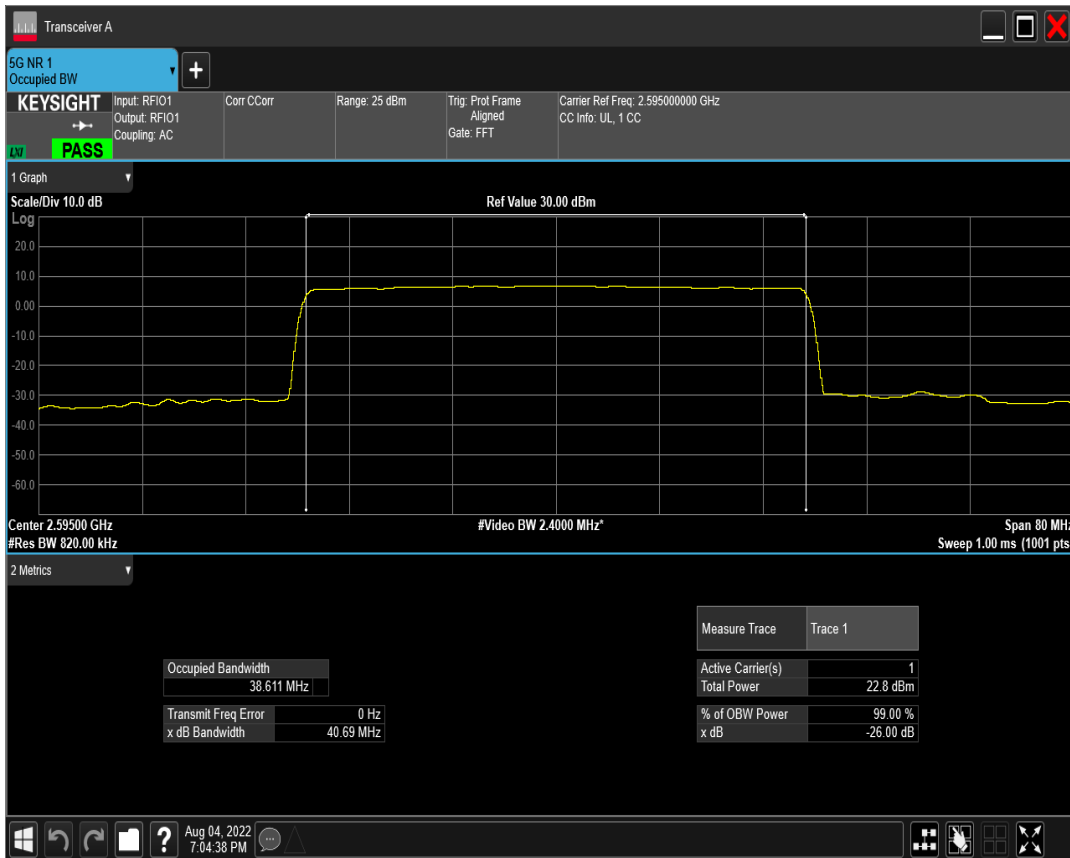 Transceiver A
5G NR 1
Occupied BW
+
KEYSIGHT
LXI
PASS
Input: RFIO1
Output: RFIO1
Coupling: AC
Corr CCorr
Range: 25 dBm
Trig: Prot Frame
Aligned
Gate: FFT
Carrier Ref Freq: 2.595000000 GHz
CC Info: UL, 1 CC
1 Graph
Scale/Div 10.0 dB
Ref Value 30.00 dBm
Log
20.0
10.0
0.00
-10.0
-20.0
-30.0
-40.0
-50.0
-60.0
Center 2.59500 GHz
#Video BW 2.4000 MHz*
Span 80 MHz
#Res BW 820.00 kHz
Sweep 1.00 ms (1001 pts
2 Metrics
Measure Trace Trace 1
Occupied Bandwidth
38.611 MHz
Active Carrier(s) 1
Total Power 22.8 dBm
Transmit Freq Error 0 Hz
x dB Bandwidth 40.69 MHz
% of OBW Power 99.00 %
x dB -26.00 dB
?
Aug 04, 2022
7:04:38 PM